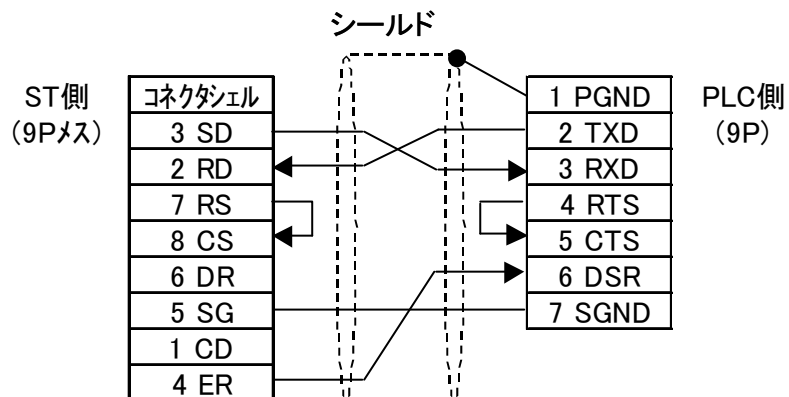 シールド
ST側
(9Pメス)
コネクタシェル
3 SD
2 RD
7 RS
8 CS
6 DR
5 SG
1 CD
4 ER
1 PGND
2 TXD
3 RXD
4 RTS
5 CTS
6 DSR
7 SGND
PLC側
(9P)